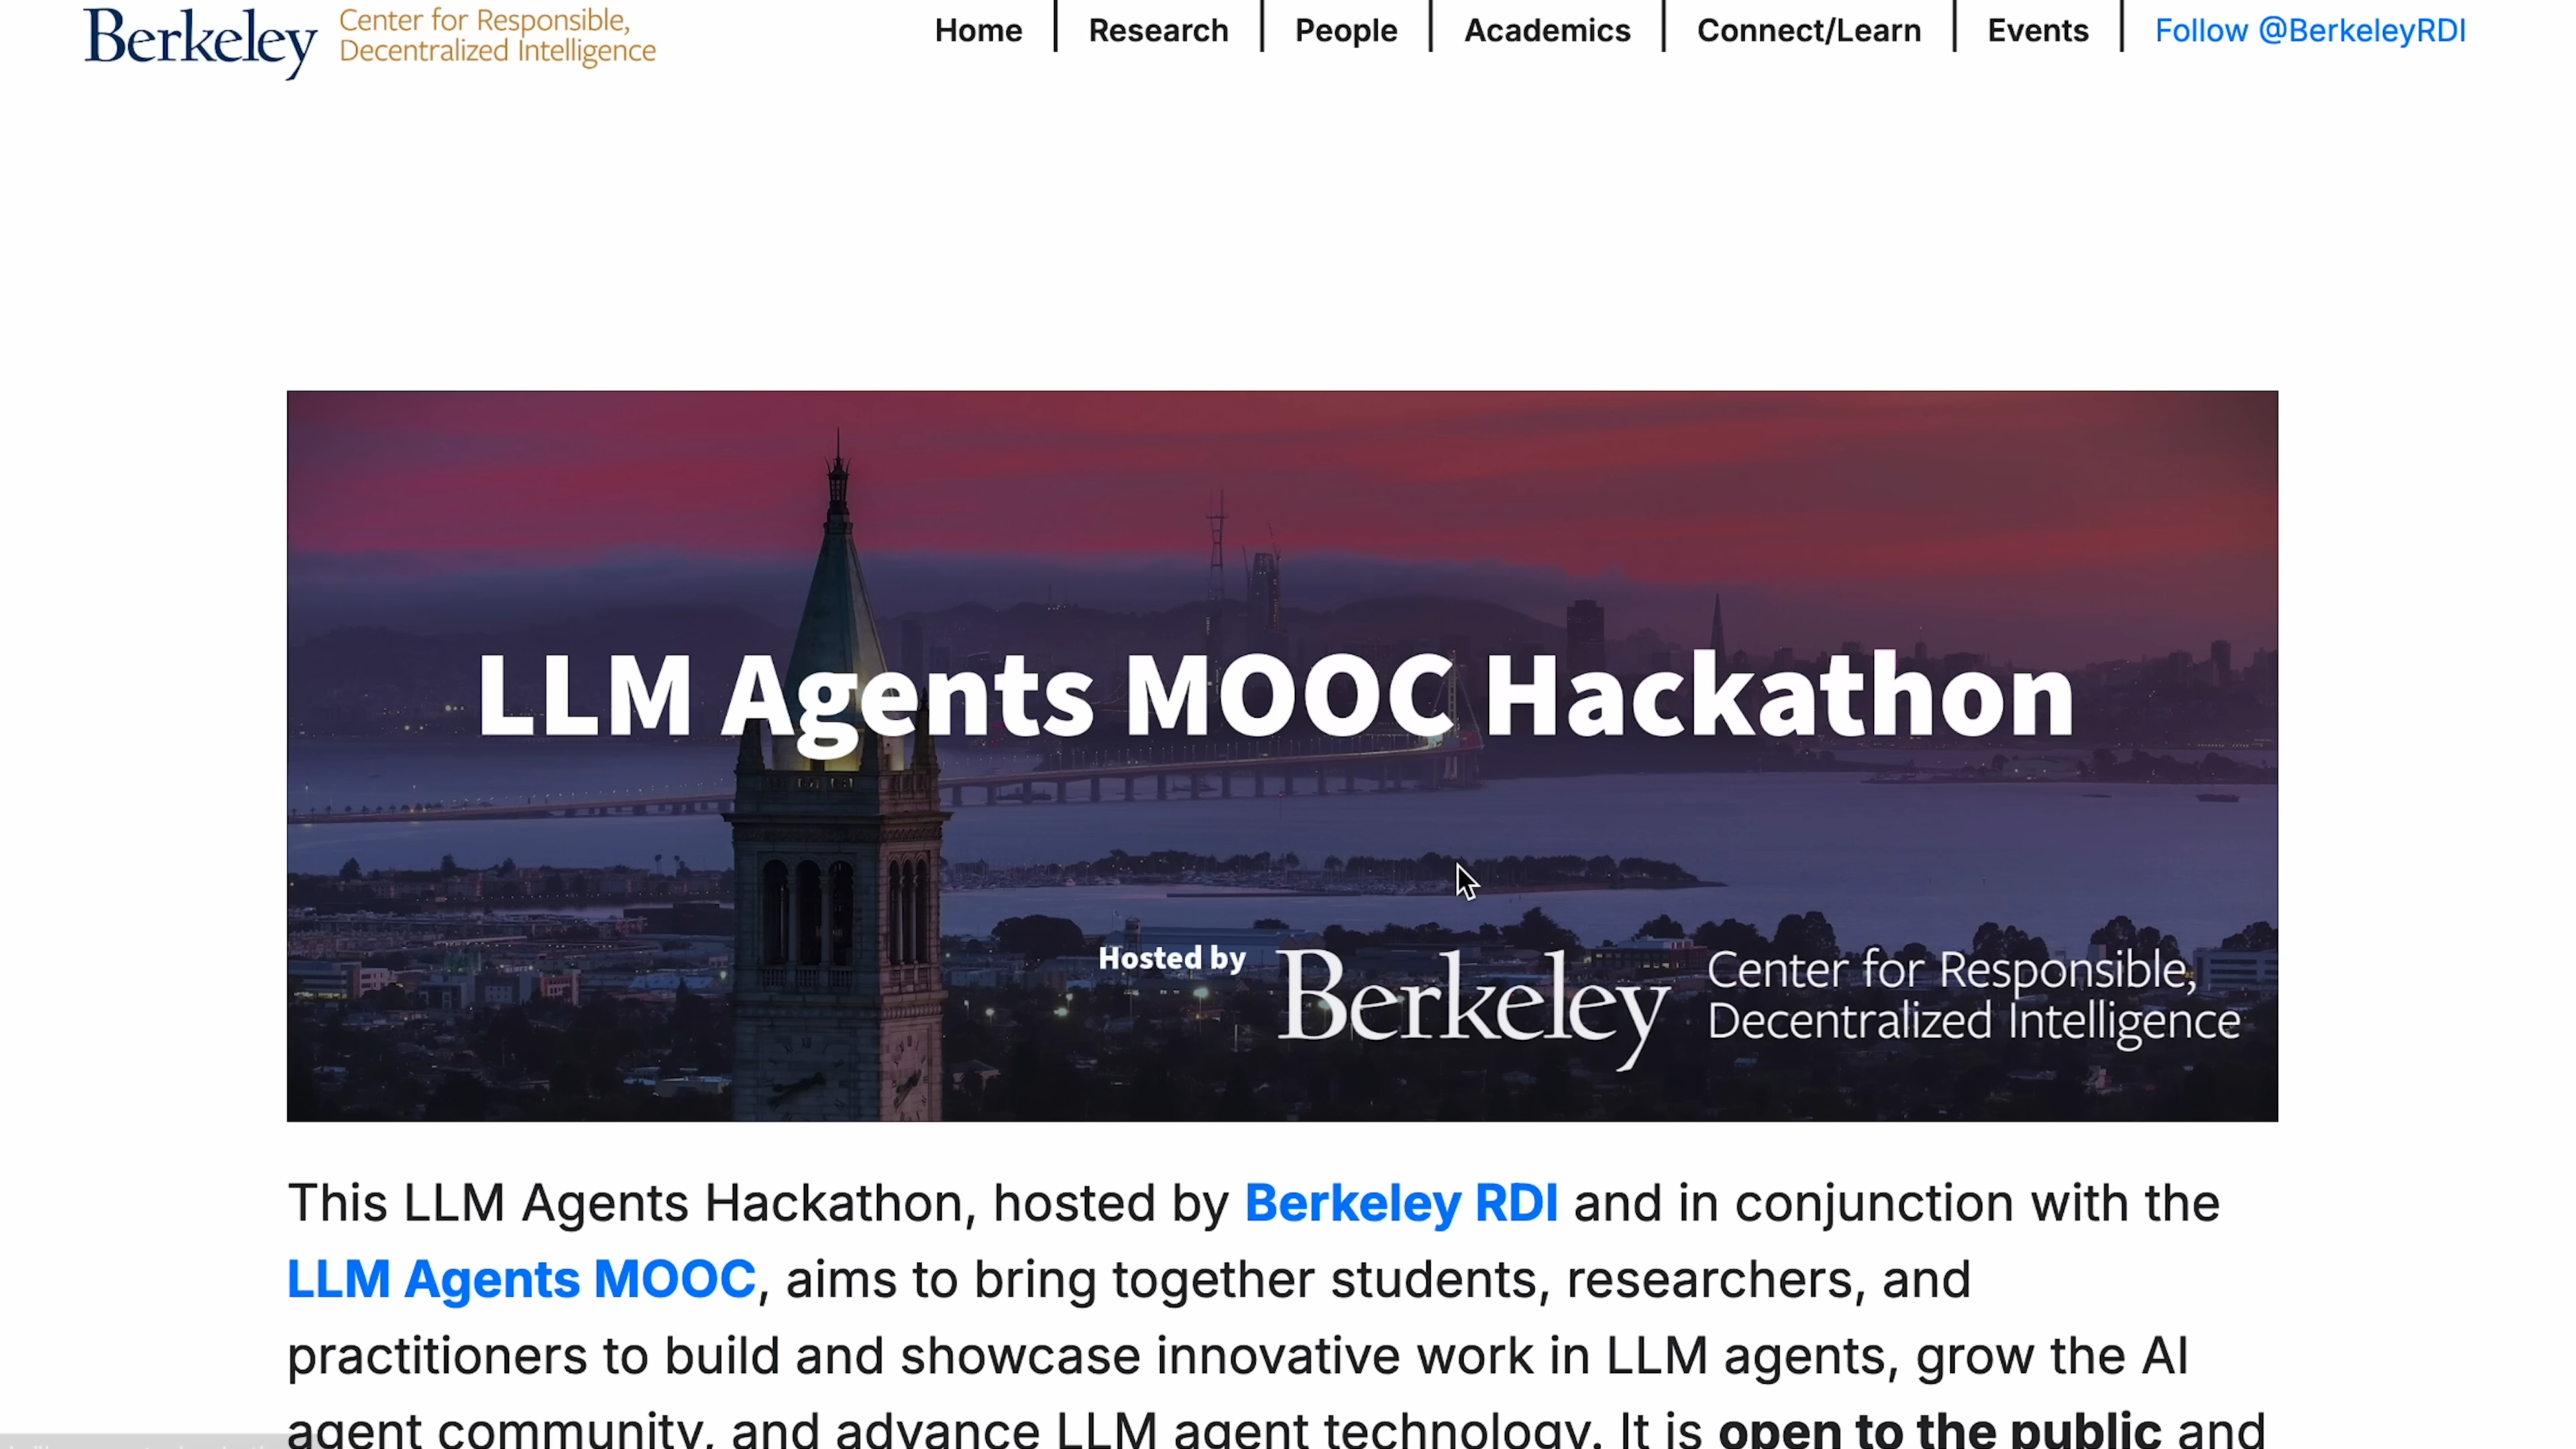 Berkeley Center for Responsible,
Decentralized Intelligence
Home Research People Academics Connect/Learn Events Follow @BerkeleyRDI
LLM Agents MOOC Hackathon
Hosted by Berkeley Center for Responsible,
Decentralized Intelligence
This LLM Agents Hackathon, hosted by Berkeley RDI and in conjunction with the
LLM Agents MOOC, aims to bring together students, researchers, and
practitioners to build and showcase innovative work in LLM agents, grow the AI
agent community, and advance LLM agent technology. It is open to the public and